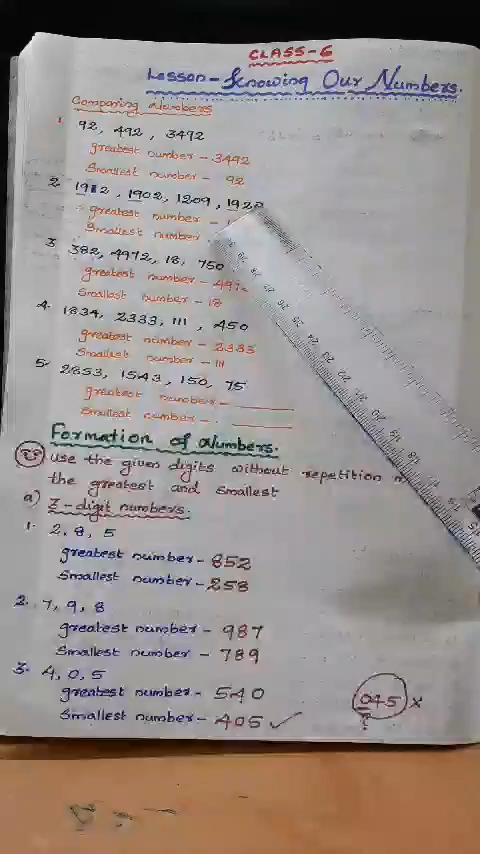 CLASS-6
Lesson - Knowing Our Numbers.
Comparing Numbers
1. 92, 492, 3492
greatest number - 3492
Smallest number - 92
2. 1982, 1902, 1209, 1928
greatest number -
Smallest number
3. 382, 4972, 18, 750
greatest number - 4972
Smallest number - 18
4. 1834, 2333, 111, 450
greatest number - 2333
Smallest number - 111
5. 2853, 1543, 150, 75
greatest number -
Smallest number -
Formation of Numbers.
use the given digits without repetition
the greatest and smallest
a) 3-digit numbers.
1. 2, 8, 5
greatest number - 852
Smallest number - 258
2. 7, 9, 8
greatest number - 987
Smallest number - 789
3. 4, 0, 5
greatest number - 540
Smallest number - 405 ✓
045 x
?